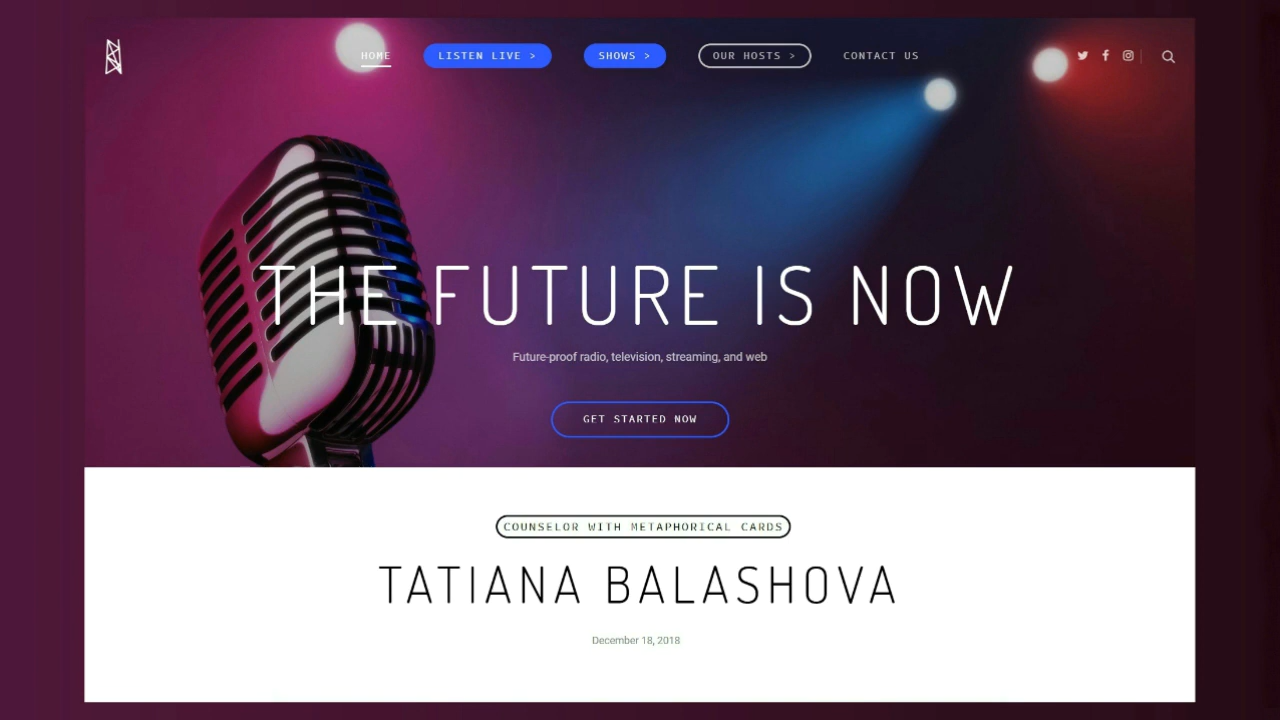 HOME LISTEN LIVE > SHOWS > OUR HOSTS > CONTACT US
THE FUTURE IS NOW
Future-proof radio, television, streaming, and web
GET STARTED NOW
COUNSELOR WITH METAPHORICAL CARDS
TATIANA BALASHOVA
December 18, 2018